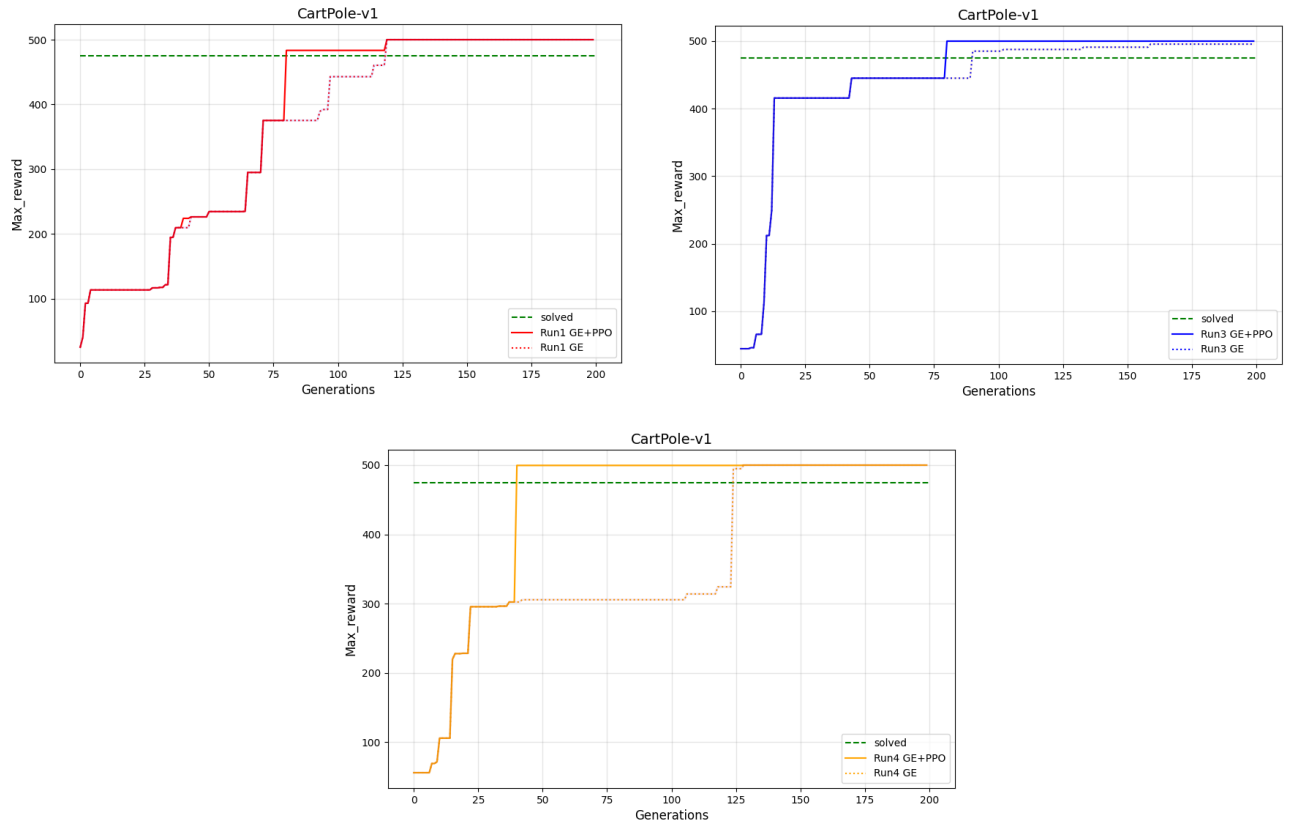 CartPole-v1
Max_reward
500
400
300
200
100
0 25 50 75 100 125 150 175 200
Generations
solved
Run1 GE+PPO
Run1 GE
CartPole-v1
Max_reward
500
400
300
200
100
0 25 50 75 100 125 150 175 200
Generations
solved
Run3 GE+PPO
Run3 GE
CartPole-v1
Max_reward
500
400
300
200
100
0 25 50 75 100 125 150 175 200
Generations
solved
Run4 GE+PPO
Run4 GE